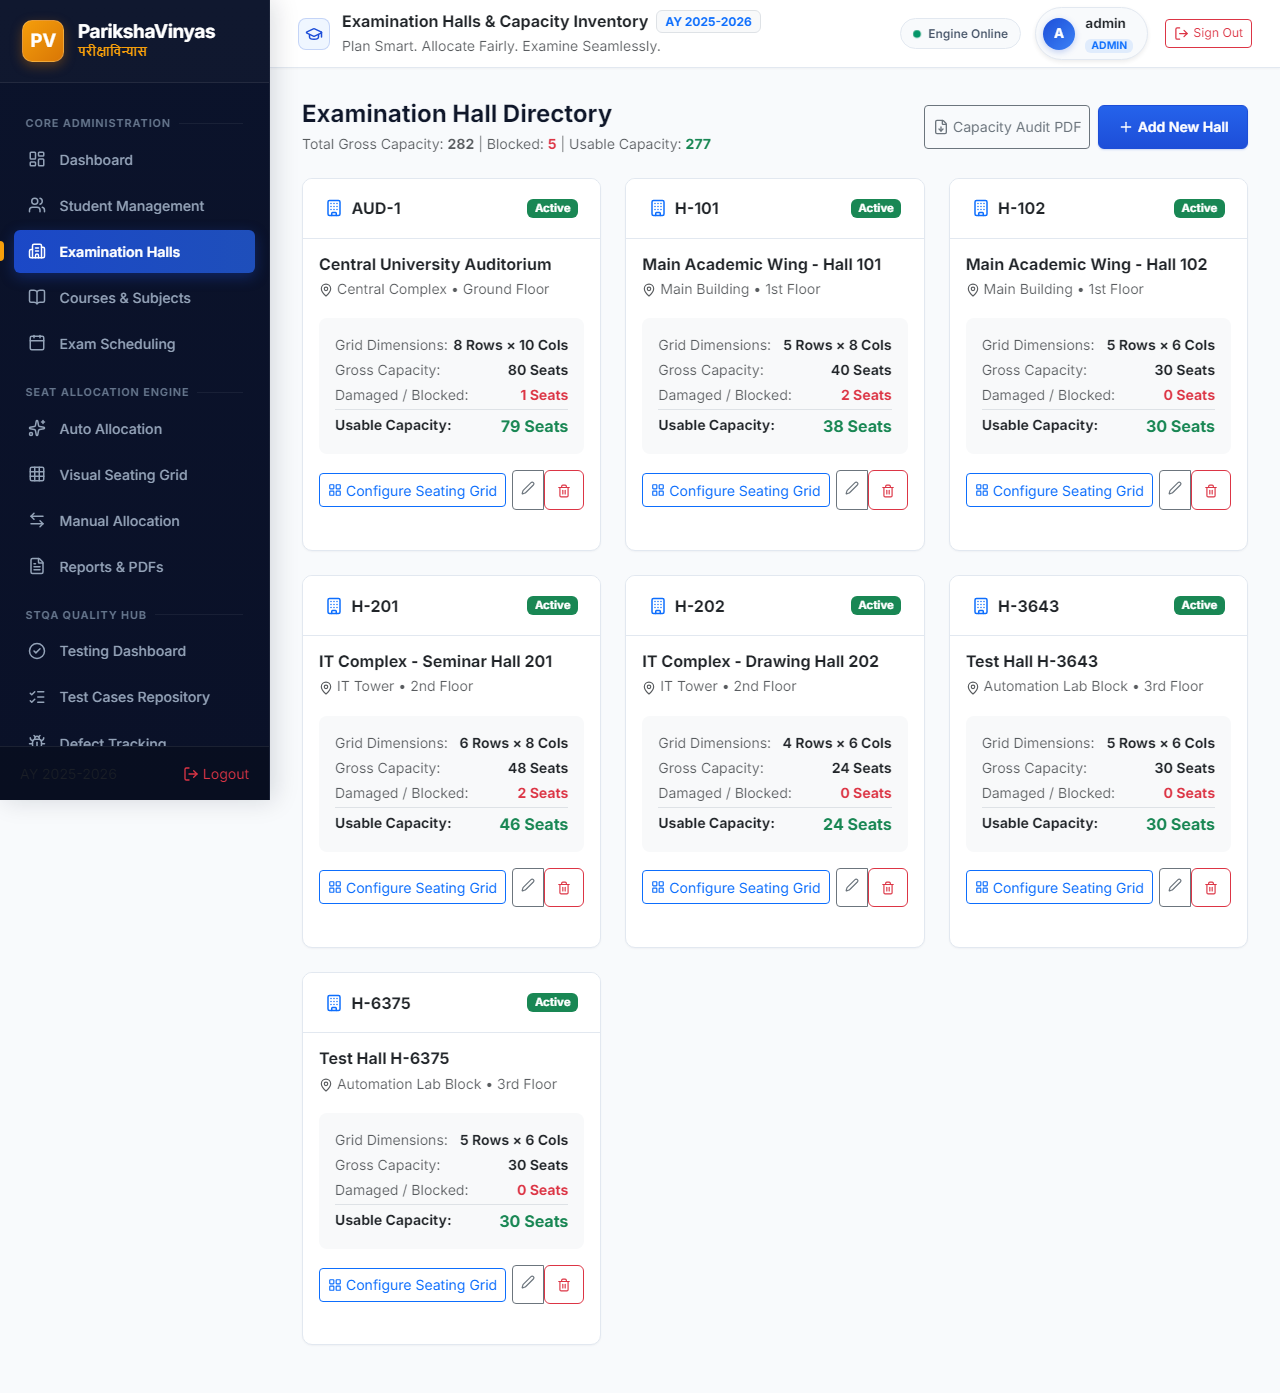 PV
ParikshaVinyas
परीक्षाविन्यास
CORE ADMINISTRATION
Dashboard
Student Management
Examination Halls
Courses & Subjects
Exam Scheduling
SEAT ALLOCATION ENGINE
Auto Allocation
Visual Seating Grid
Manual Allocation
Reports & PDFs
STQA QUALITY HUB
Testing Dashboard
Test Cases Repository
Defect Tracking
AY 2025-2026
Logout
Examination Halls & Capacity Inventory
AY 2025-2026
Plan Smart. Allocate Fairly. Examine Seamlessly.
Engine Online
A
admin
ADMIN
Sign Out
Examination Hall Directory
Total Gross Capacity: 282 | Blocked: 5 | Usable Capacity: 277
Capacity Audit PDF
Add New Hall
AUD-1
Active
Central University Auditorium
Central Complex • Ground Floor
Grid Dimensions: 8 Rows × 10 Cols
Gross Capacity: 80 Seats
Damaged / Blocked: 1 Seats
Usable Capacity: 79 Seats
Configure Seating Grid
H-101
Active
Main Academic Wing - Hall 101
Main Building • 1st Floor
Grid Dimensions: 5 Rows × 8 Cols
Gross Capacity: 40 Seats
Damaged / Blocked: 2 Seats
Usable Capacity: 38 Seats
Configure Seating Grid
H-102
Active
Main Academic Wing - Hall 102
Main Building • 1st Floor
Grid Dimensions: 5 Rows × 6 Cols
Gross Capacity: 30 Seats
Damaged / Blocked: 0 Seats
Usable Capacity: 30 Seats
Configure Seating Grid
H-201
Active
IT Complex - Seminar Hall 201
IT Tower • 2nd Floor
Grid Dimensions: 6 Rows × 8 Cols
Gross Capacity: 48 Seats
Damaged / Blocked: 2 Seats
Usable Capacity: 46 Seats
Configure Seating Grid
H-202
Active
IT Complex - Drawing Hall 202
IT Tower • 2nd Floor
Grid Dimensions: 4 Rows × 6 Cols
Gross Capacity: 24 Seats
Damaged / Blocked: 0 Seats
Usable Capacity: 24 Seats
Configure Seating Grid
H-3643
Active
Test Hall H-3643
Automation Lab Block • 3rd Floor
Grid Dimensions: 5 Rows × 6 Cols
Gross Capacity: 30 Seats
Damaged / Blocked: 0 Seats
Usable Capacity: 30 Seats
Configure Seating Grid
H-6375
Active
Test Hall H-6375
Automation Lab Block • 3rd Floor
Grid Dimensions: 5 Rows × 6 Cols
Gross Capacity: 30 Seats
Damaged / Blocked: 0 Seats
Usable Capacity: 30 Seats
Configure Seating Grid